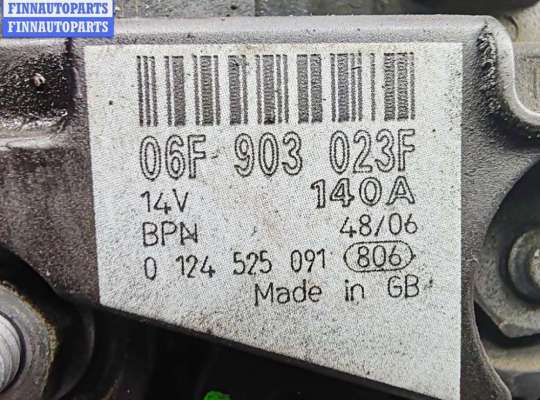 FINNAUTOPARTS
FINNAUTOPARTS
06F 903 023F
14V 140A
BPN 48/06
0 124 525 091 806
Made in GB